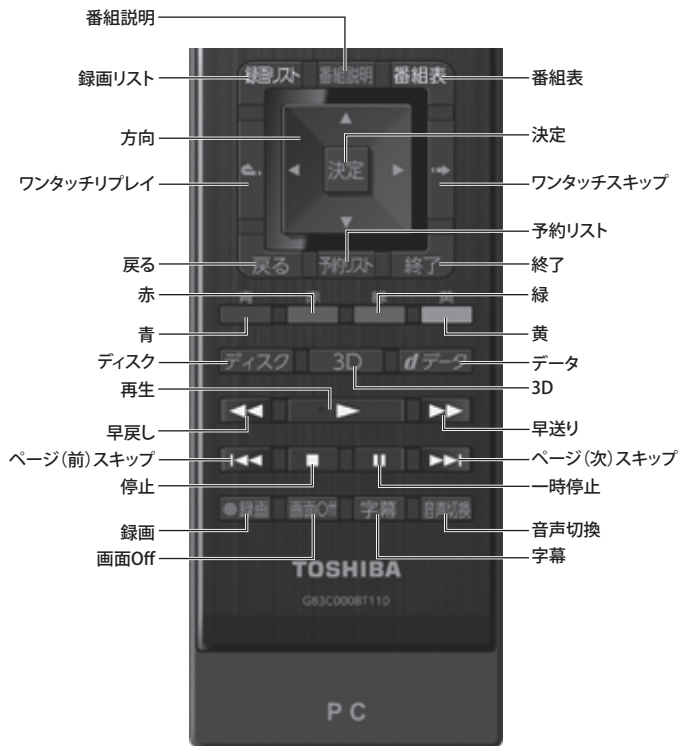 番組説明
録画リスト 録画リスト 番組説明 番組表 番組表
方向 決定
決定
ワンタッチリプレイ ワンタッチスキップ
予約リスト
戻る 戻る 予約リスト 終了 終了
青 赤 緑 黄
赤 緑
青 黄
ディスク ディスク 3D dデータ データ
3D
再生
早戻し 早送り
ページ(前)スキップ ページ(次)スキップ
停止 一時停止
●録画 画面Off 字幕 音声切換
録画 音声切換
画面Off 字幕
TOSHIBA
G83C000BT110
PC